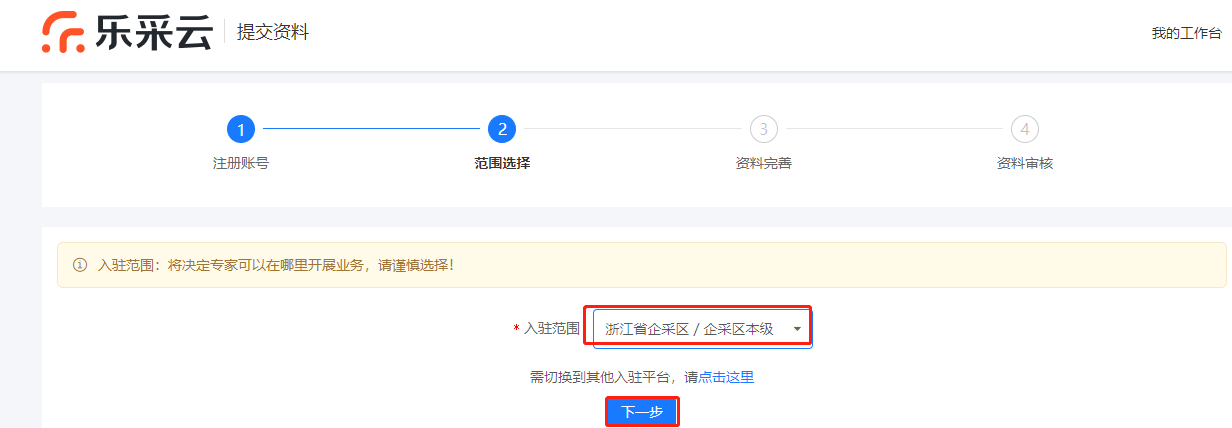 乐采云 提交资料 我的工作台
1 2 3 4
注册账号 范围选择 资料完善 资料审核
入驻范围：将决定专家可以在哪里开展业务，请谨慎选择！
* 入驻范围 浙江省企采区 / 企采区本级
需切换到其他入驻平台，请点击这里
下一步